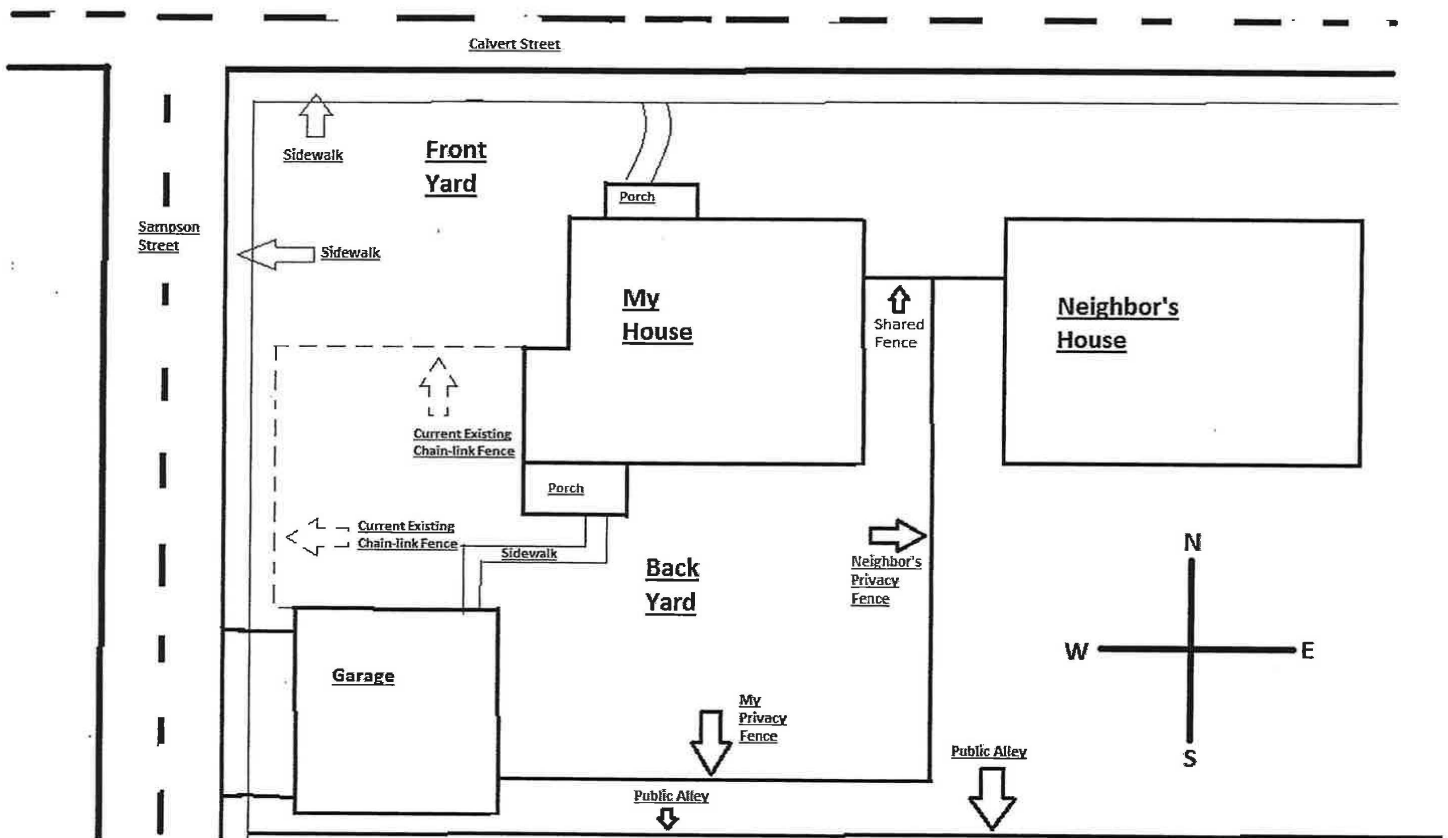 Calvert Street
Sidewalk
Front
Yard
Porch
Sampson
Street
Sidewalk
My
House
Shared
Fence
Neighbor's
House
Current Existing
Chain-link Fence
Porch
Current Existing
Chain-link Fence
Sidewalk
Back
Yard
Neighbor's
Privacy
Fence
N
W
E
S
Garage
My
Privacy
Fence
Public Alley
Public Alley